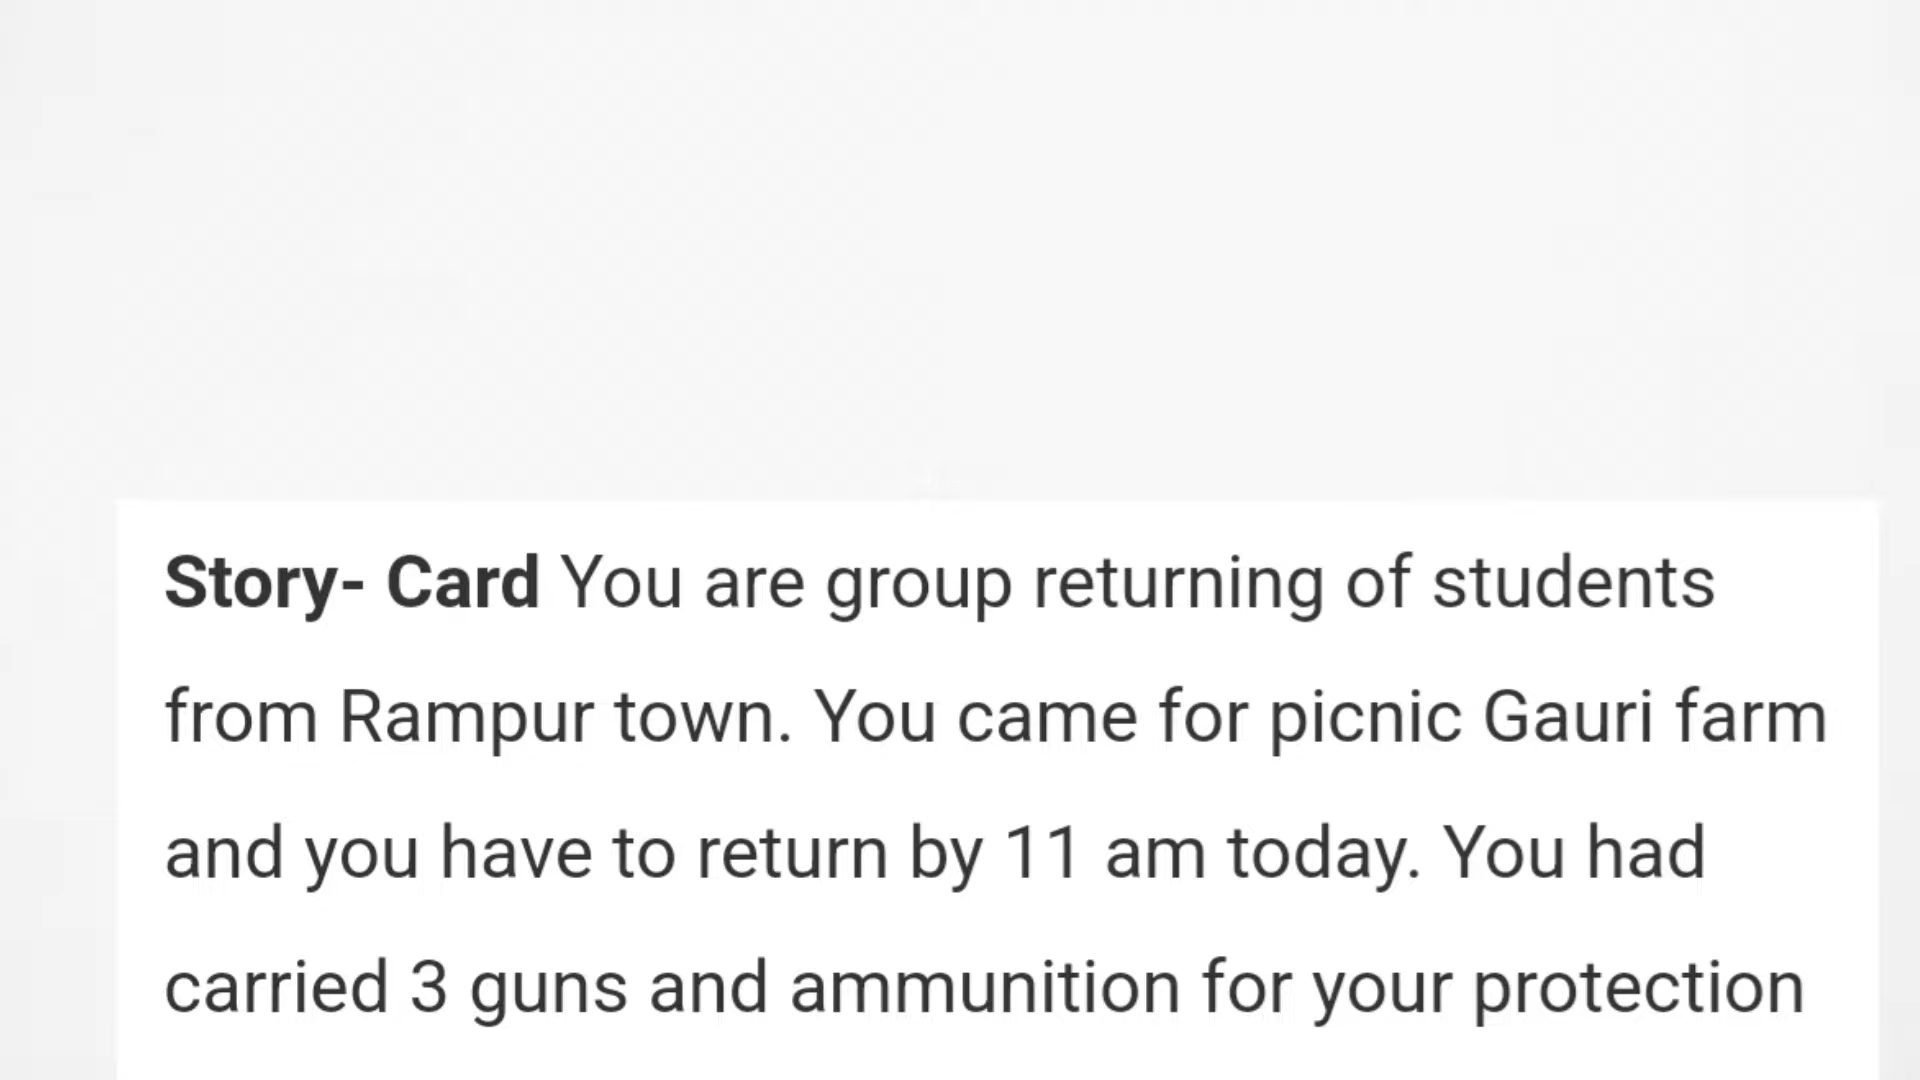 Story- Card You are group returning of students
from Rampur town. You came for picnic Gauri farm
and you have to return by 11 am today. You had
carried 3 guns and ammunition for your protection